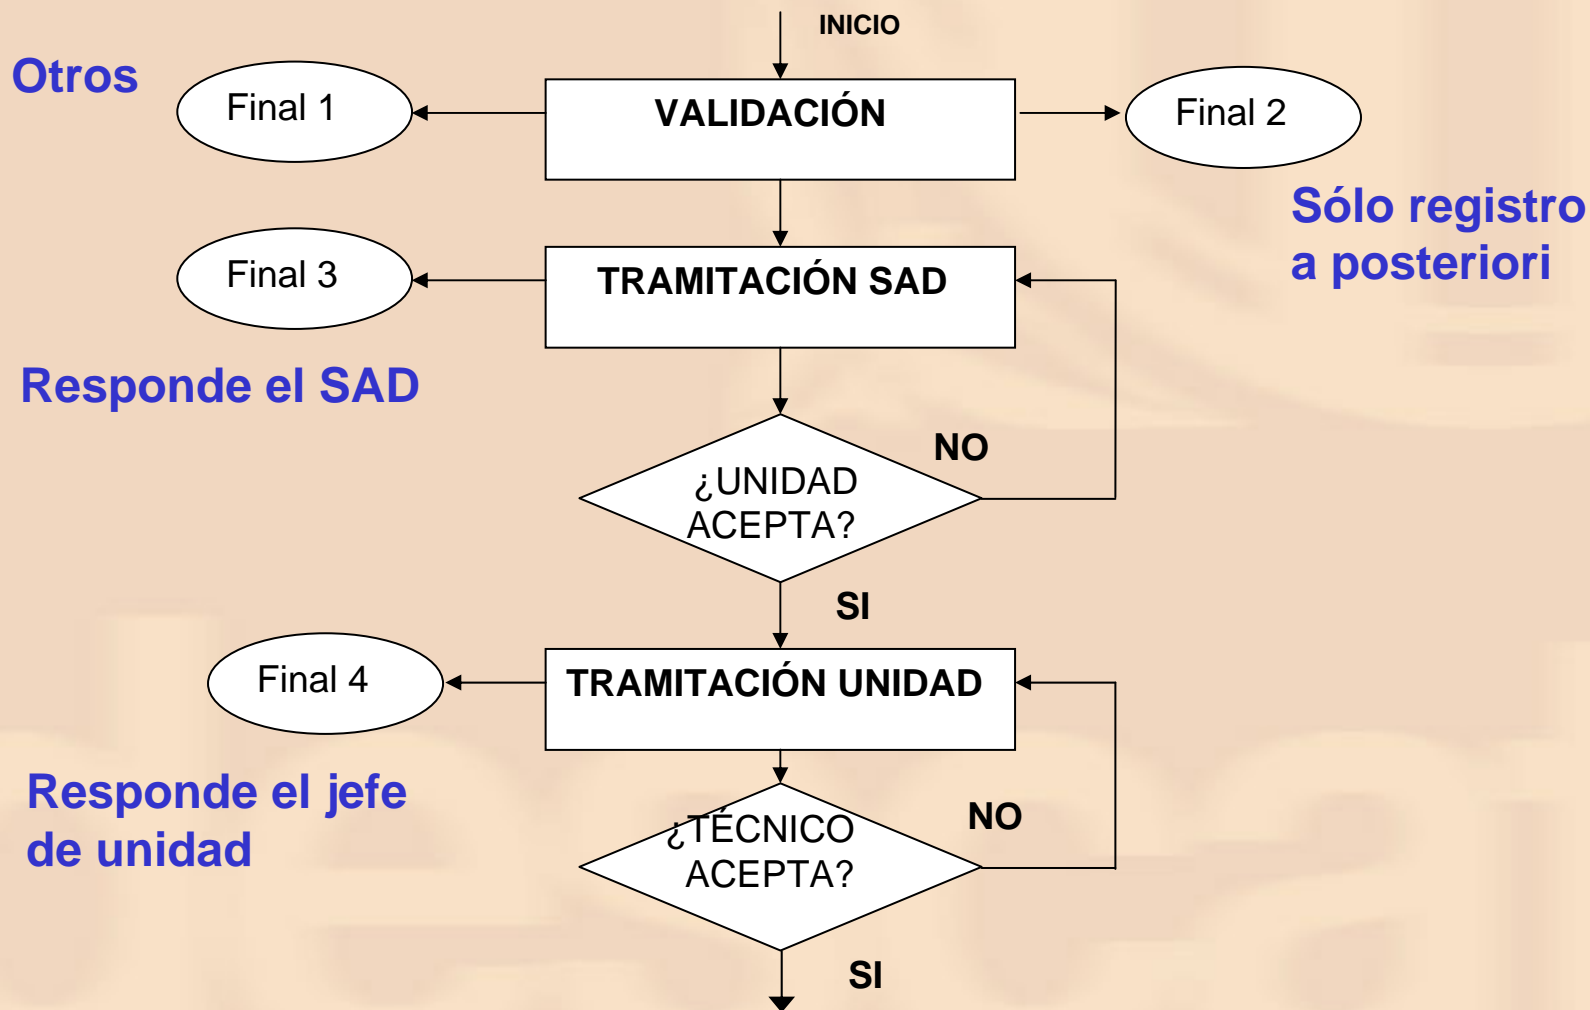 INICIO
Otros
Final 1
VALIDACIÓN
Final 2
Sólo registro
a posteriori
Final 3
TRAMITACIÓN SAD
Responde el SAD
NO
¿UNIDAD
ACEPTA?
SI
Final 4
TRAMITACIÓN UNIDAD
Responde el jefe
de unidad
NO
¿TÉCNICO
ACEPTA?
SI